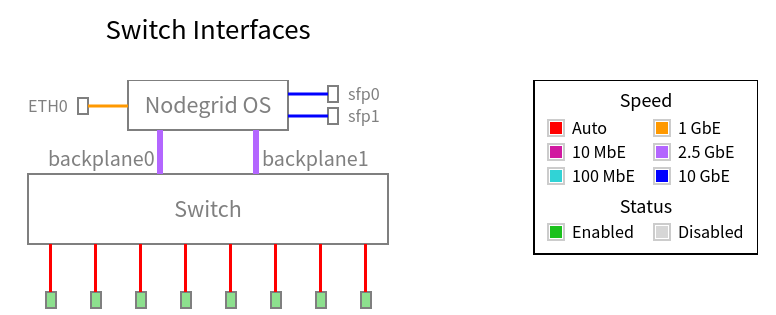 Switch Interfaces
ETH0
Nodegrid OS
sfp0
sfp1
backplane0
backplane1
Switch
Speed
Auto
1 GbE
10 MbE
2.5 GbE
100 MbE
10 GbE
Status
Enabled
Disabled